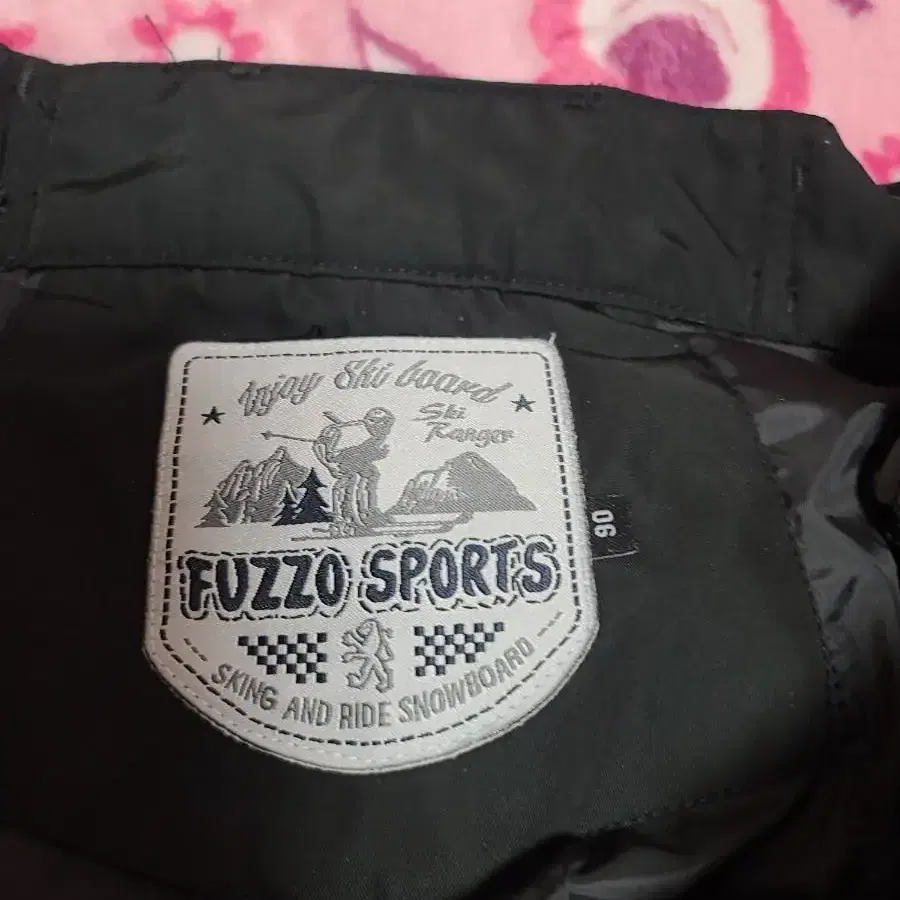 Enjoy Ski board
Ski
Ranger
90
FUZZO SPORTS
SKING AND RIDE SNOWBOARD